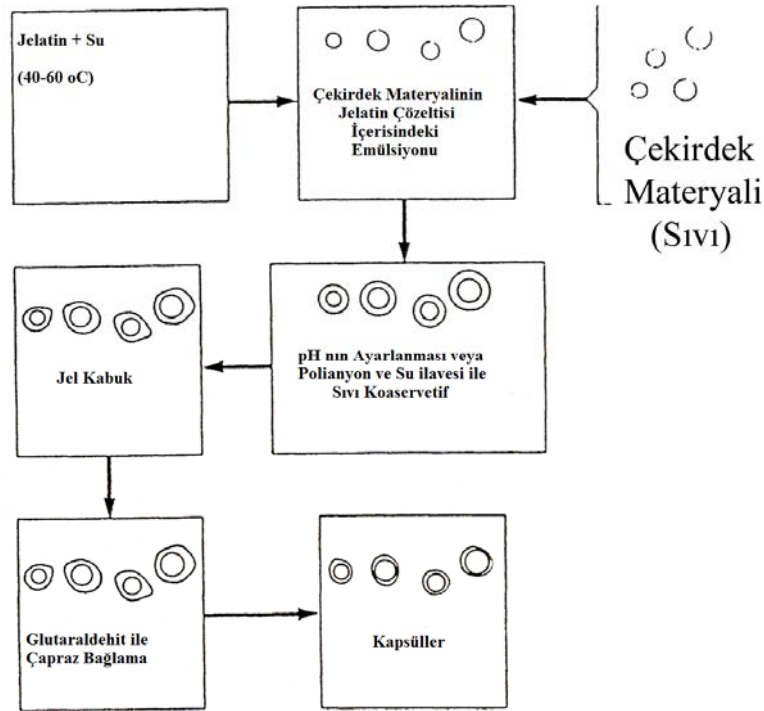 Jelatin + Su
(40-60 oC)
Çekirdek Materyalinin
Jelatin Çözeltisi
İçerisindeki
Emülsiyonu
Çekirdek
Materyali
(Sıvı)
pH nın Ayarlanması veya
Polianyon ve Su ilavesi ile
Sıvı Koaservetif
Jel Kabuk
Glutaraldehit ile
Çapraz Bağlama
Kapsüller